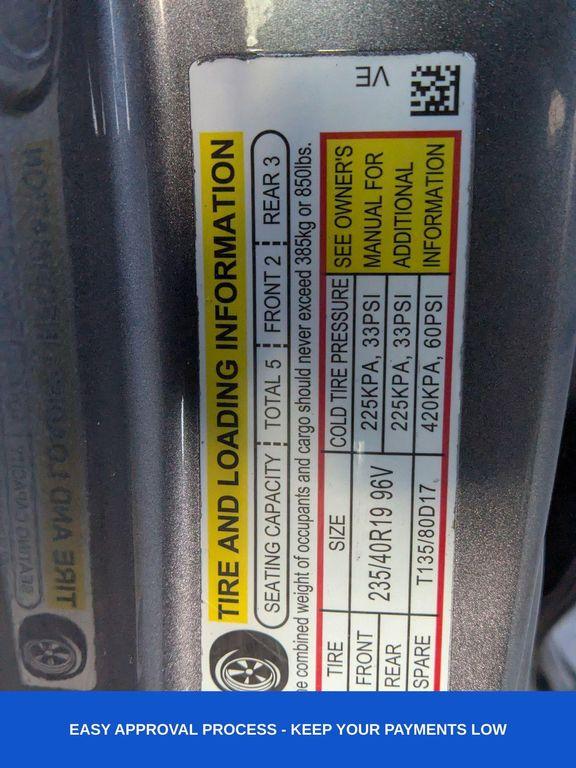 VE
TIRE AND LOADING INFORMATION
SEATING CAPACITY TOTAL 5 FRONT 2 REAR 3
combined weight of occupants and cargo should never exceed 385kg or 850lbs.
TIRE SIZE COLD TIRE PRESSURE SEE OWNER'S
FRONT 235/40R19 96V 225KPA, 33PSI MANUAL FOR
REAR 225KPA, 33PSI ADDITIONAL
SPARE T135/80D17 420KPA, 60PSI INFORMATION
EASY APPROVAL PROCESS - KEEP YOUR PAYMENTS LOW